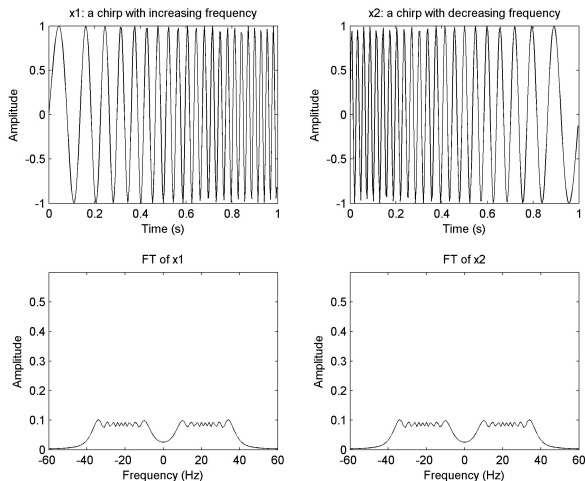 x1: a chirp with increasing frequency
1
0.5
0
-0.5
-1
Amplitude
0 0.2 0.4 0.6 0.8 1
Time (s)
x2: a chirp with decreasing frequency
1
0.5
0
-0.5
-1
Amplitude
0 0.2 0.4 0.6 0.8 1
Time (s)
FT of x1
0.5
0.4
0.3
0.2
0.1
0
Amplitude
-60 -40 -20 0 20 40 60
Frequency (Hz)
FT of x2
0.5
0.4
0.3
0.2
0.1
0
Amplitude
-60 -40 -20 0 20 40 60
Frequency (Hz)